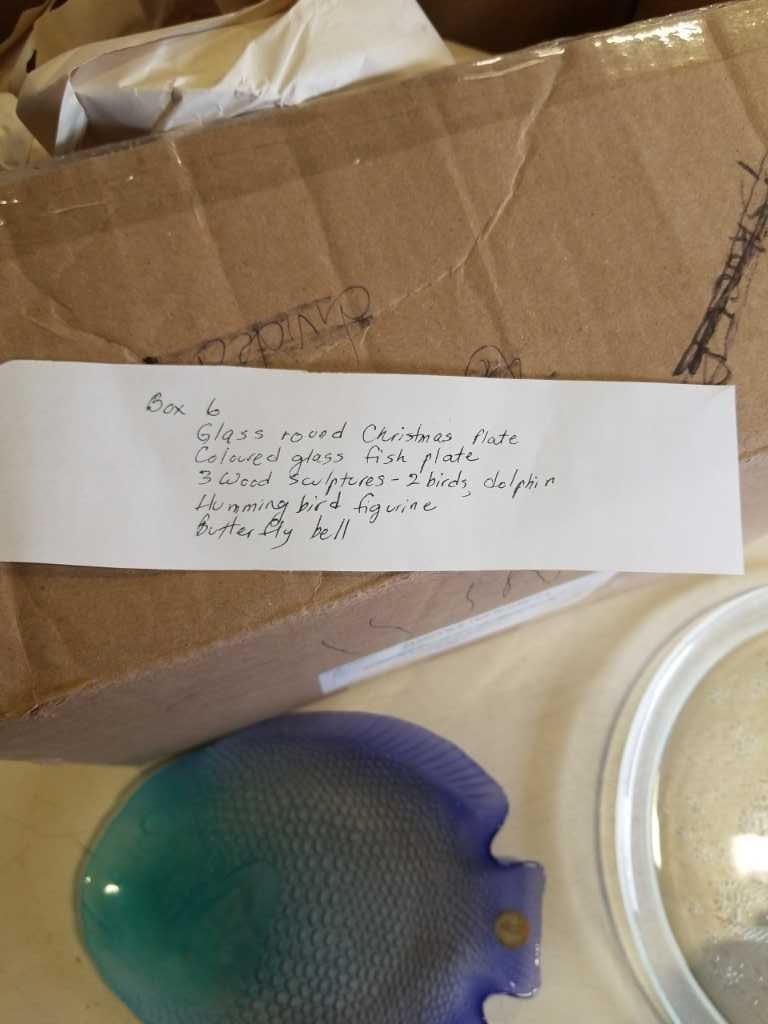 Box 6
Glass round Christmas Plate
Coloured glass fish plate
3 Wood sculptures - 2 birds, dolphin
Humming bird figurine
Butterfly bell